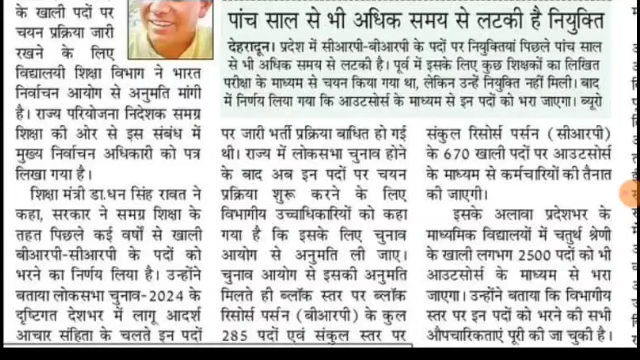 के खाली पदों पर
चयन प्रक्रिया जारी
रखने के लिए
विद्यालयी शिक्षा विभाग ने भारत
निर्वाचन आयोग से अनुमति मांगी
है। राज्य परियोजना निदेशक समग्र
शिक्षा की ओर से इस संबंध में
मुख्य निर्वाचन अधिकारी को पत्र
लिखा गया है।
शिक्षा मंत्री डा.धन सिंह रावत ने
कहा, सरकार ने समग्र शिक्षा के
तहत पिछले कई वर्षों से खाली
बीआरपी-सीआरपी के पदों को
भरने का निर्णय लिया है। उन्होंने
बताया लोकसभा चुनाव-2024 के
दृष्टिगत देशभर में लागू आदर्श
आचार संहिता के चलते इन पदों
पांच साल से भी अधिक समय से लटकी है नियुक्ति
देहरादून। प्रदेश में सीआरपी-बीआरपी के पदों पर नियुक्तियां पिछले पांच साल
से भी अधिक समय से लटकी है। पूर्व में इसके लिए कुछ शिक्षकों का लिखित
परीक्षा के माध्यम से चयन किया गया था, लेकिन उन्हें नियुक्ति नहीं मिली। बाद
में निर्णय लिया गया कि आउटसोर्स के माध्यम से इन पदों को भरा जाएगा। ब्यूरो
पर जारी भर्ती प्रक्रिया बाधित हो गई
थी। राज्य में लोकसभा चुनाव होने
के बाद अब इन पदों पर चयन
प्रक्रिया शुरू करने के लिए
विभागीय उच्चाधिकारियों को कहा
गया है कि इसके लिए चुनाव
आयोग से अनुमति ली जाए।
चुनाव आयोग से इसकी अनुमति
मिलते ही ब्लॉक स्तर पर ब्लॉक
रिसोर्स पर्सन (बीआरपी) के कुल
285 पदों एवं संकुल स्तर पर
संकुल रिसोर्स पर्सन (सीआरपी)
के 670 खाली पदों पर आउटसोर्स
के माध्यम से कर्मचारियों की तैनात
की जाएगी।
इसके अलावा प्रदेशभर के
माध्यमिक विद्यालयों में चतुर्थ श्रेणी
के खाली लगभग 2500 पदों को भी
आउटसोर्स के माध्यम से भरा
जाएगा। उन्होंने बताया कि विभागीय
स्तर पर इन पदों को भरने की सभी
औपचारिकताएं पूरी की जा चुकी है।